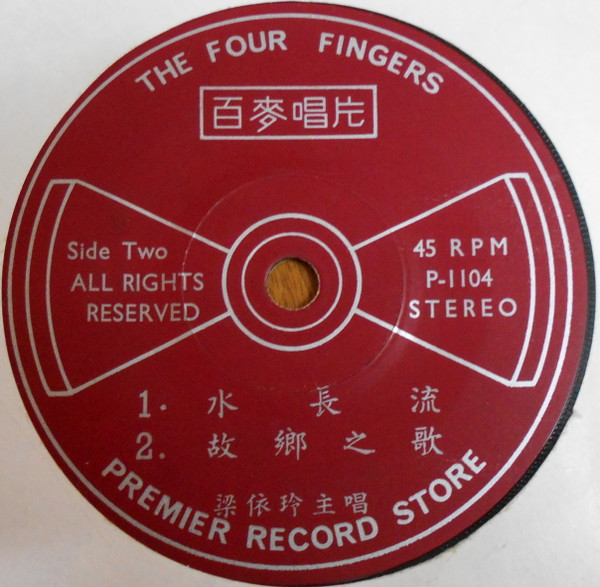 THE FOUR FINGERS
百麥唱片
Side Two
ALL RIGHTS
RESERVED
45 RPM
P-1104
STEREO
1. 水長流
2. 故鄉之歌
梁依玲主唱
PREMIER RECORD STORE